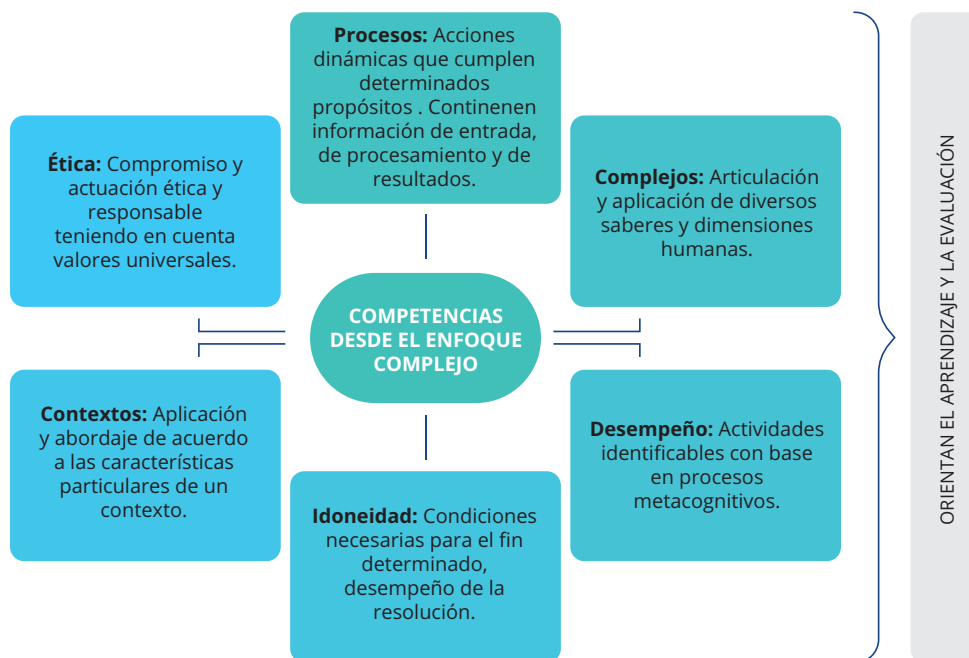 Procesos: Acciones
dinámicas que cumplen
determinados
propósitos . Continenen
información de entrada,
de procesamiento y de
resultados.
Ética: Compromiso y
actuación ética y
responsable
teniendo en cuenta
valores universales.
Complejos: Articulación
y aplicación de diversos
saberes y dimensiones
humanas.
COMPETENCIAS
DESDE EL ENFOQUE
COMPLEJO
Contextos: Aplicación
y abordaje de acuerdo
a las características
particulares de un
contexto.
Desempeño: Actividades
identificables con base
en procesos
metacognitivos.
Idoneidad: Condiciones
necesarias para el fin
determinado,
desempeño de la
resolución.
ORIENTAN EL APRENDIZAJE Y LA EVALUACIÓN